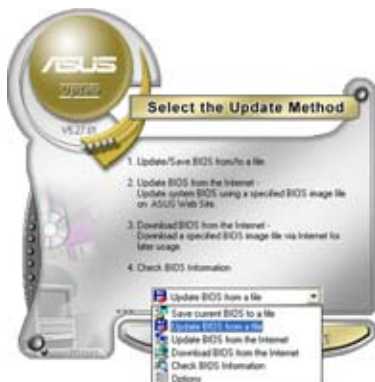 ASUS
Update
V5.27.01
Select the Update Method
1. Update/Save BIOS from/to a file.
2. Update BIOS from the Internet -
Update system BIOS using a specified BIOS image file
on ASUS Web Site.
3. Download BIOS from the Internet -
Download a specified BIOS image file via Internet for
later usage.
4. Check BIOS Information
Update BIOS from a file
Save current BIOS to a file
Update BIOS from a file
Update BIOS from the Internet
Download BIOS from the Internet
Check BIOS Information
Options